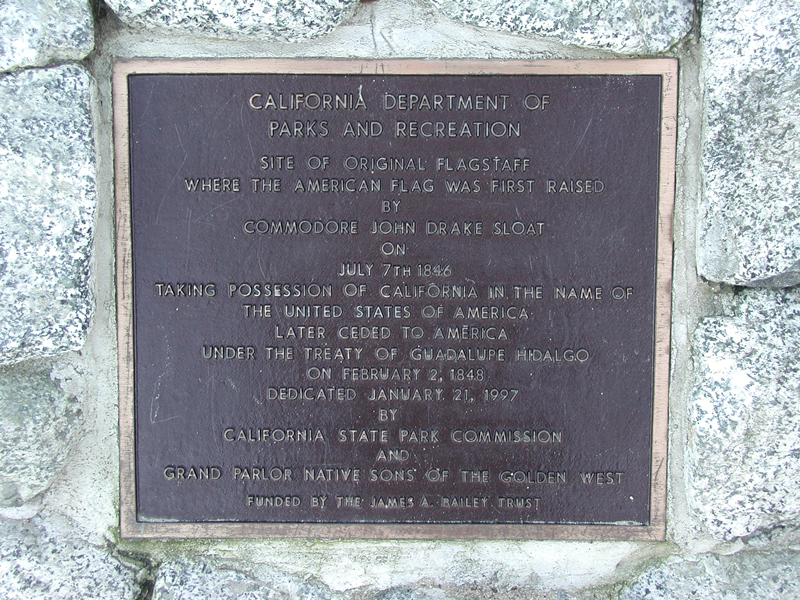 CALIFORNIA DEPARTMENT OF
PARKS AND RECREATION
SITE OF ORIGINAL FLAGSTAFF
WHERE THE AMERICAN FLAG WAS FIRST RAISED
BY
COMMODORE JOHN DRAKE SLOAT
ON
JULY 7TH 1846
TAKING POSSESSION OF CALIFORNIA IN THE NAME OF
THE UNITED STATES OF AMERICA
LATER CEDED TO AMERICA
UNDER THE TREATY OF GUADALUPE HIDALGO
ON FEBRUARY 2, 1848
DEDICATED JANUARY 21, 1997
BY
CALIFORNIA STATE PARK COMMISSION
AND
GRAND PARLOR NATIVE SONS OF THE GOLDEN WEST
FUNDED BY THE JAMES A. BAILEY TRUST